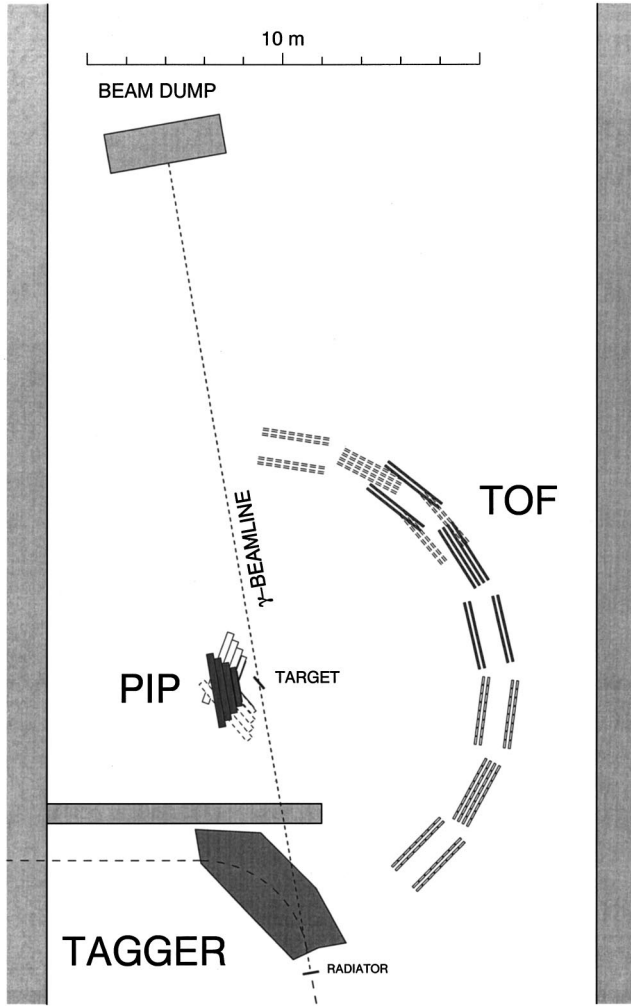 10 m
BEAM DUMP
TOF
γ–BEAMLINE
PIP
TARGET
TAGGER
RADIATOR